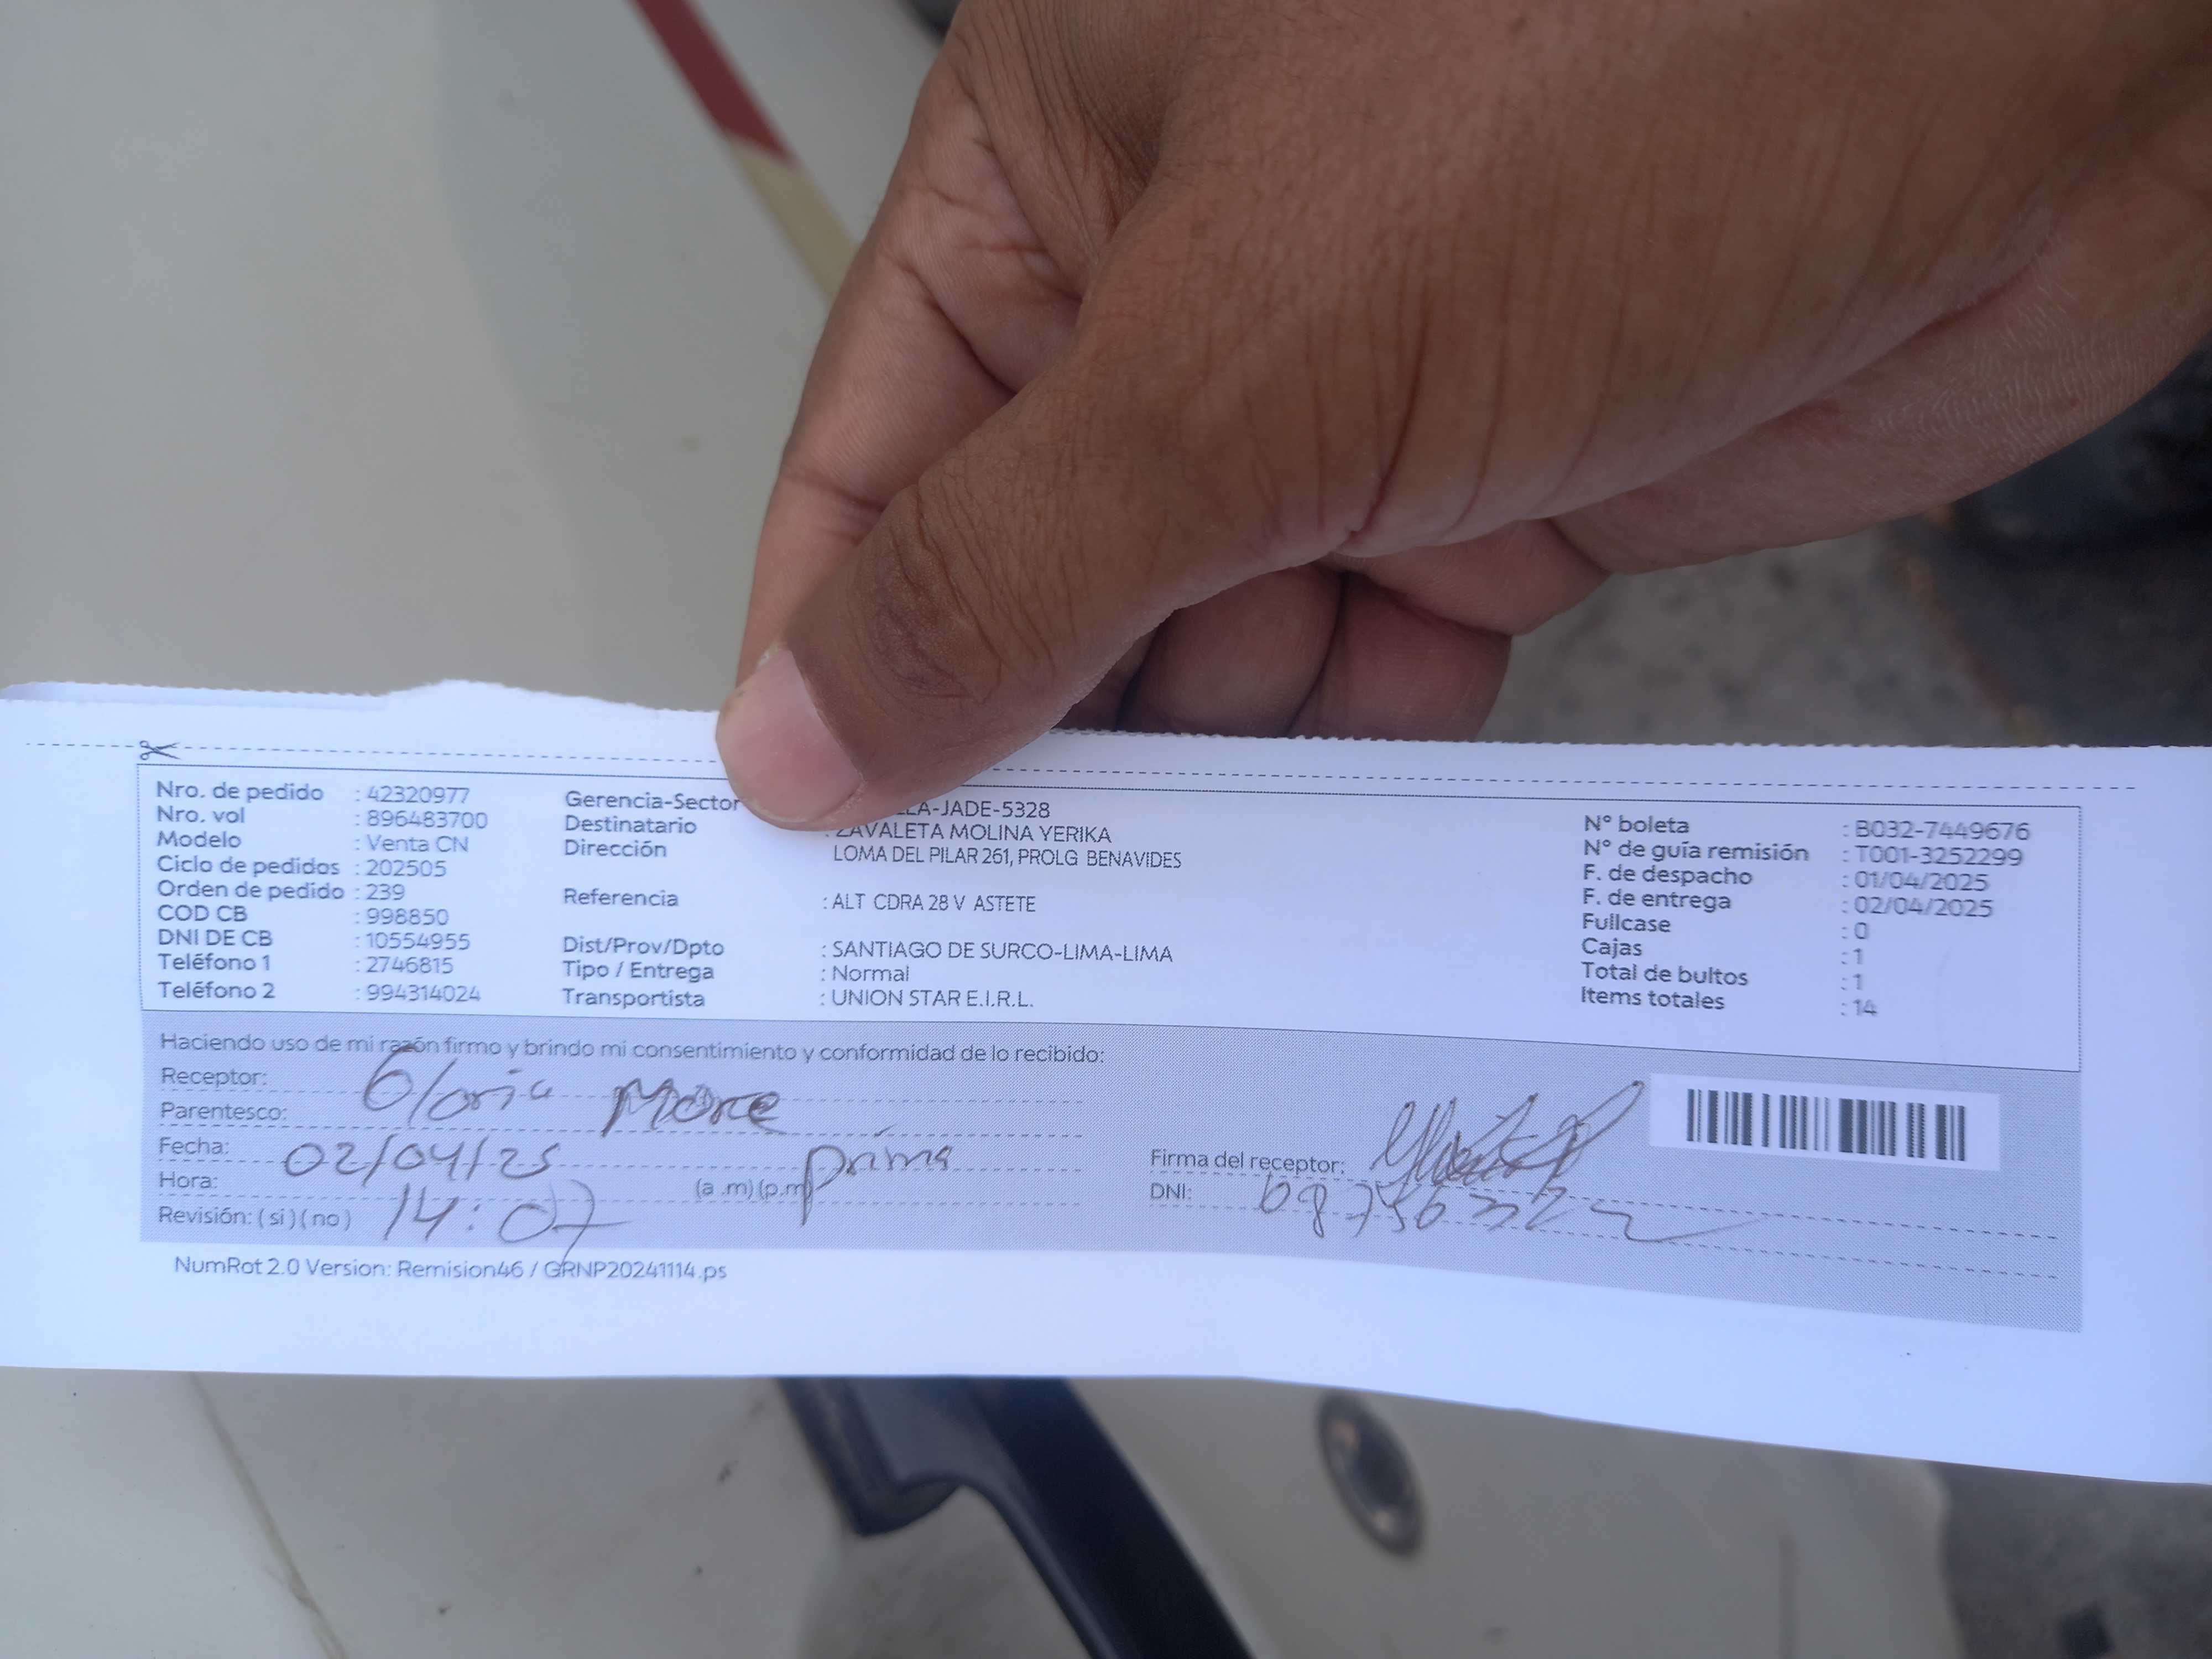 Nro. de pedido : 42320977
Nro. vol : 896483700
Modelo : Venta CN
Ciclo de pedidos : 202505
Orden de pedido : 239
COD CB : 998850
DNI DE CB : 10554955
Teléfono 1 : 2746815
Teléfono 2 : 994314024
Gerencia-Sector LA-JADE-5328
Destinatario : ZAVALETA MOLINA YERIKA
Dirección LOMA DEL PILAR 261, PROLG BENAVIDES
Referencia : ALT CDRA 28 V ASTETE
Dist/Prov/Dpto : SANTIAGO DE SURCO-LIMA-LIMA
Tipo / Entrega : Normal
Transportista : UNION STAR E.I.R.L.
N° boleta : B032-7449676
N° de guía remisión : T001-3252299
F. de despacho : 01/04/2025
F. de entrega : 02/04/2025
Fullcase : 0
Cajas : 1
Total de bultos : 1
Items totales : 14
Haciendo uso de mi razón firmo y brindo mi consentimiento y conformidad de lo recibido:
Receptor: Gloria More
Parentesco: prima
Fecha: 02/04/25
Hora: 14:07 (a .m) (p.m
Revisión: ( si ) ( no )
Firma del receptor:
DNI:
NumRot 2.0 Version: Remision46 / GRNP20241114.ps